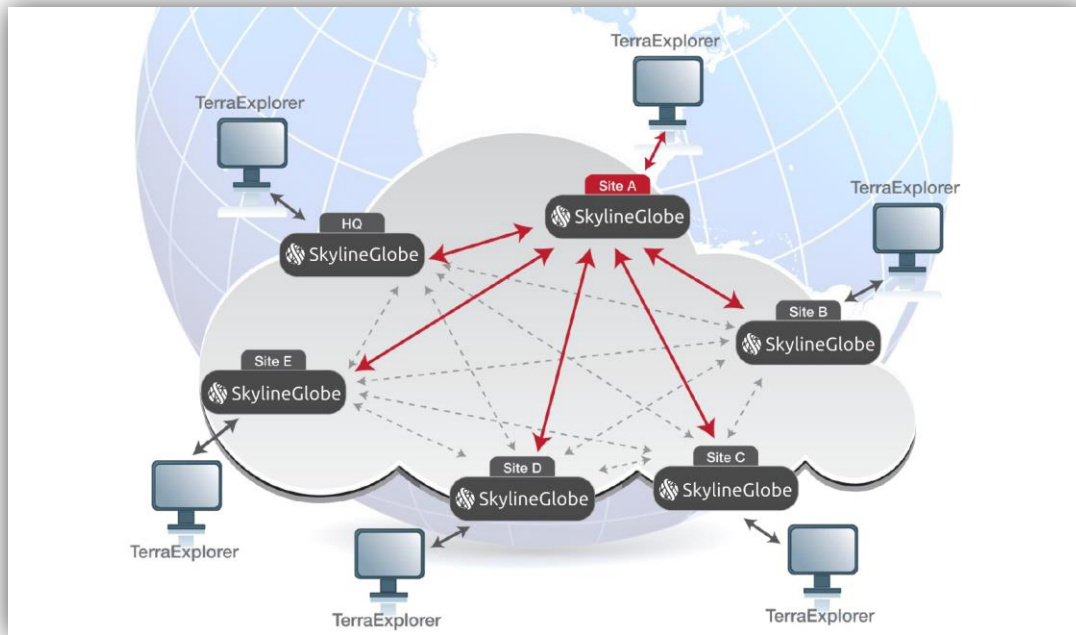 TerraExplorer
TerraExplorer
Site A
SkylineGlobe
TerraExplorer
HQ
SkylineGlobe
Site B
SkylineGlobe
Site E
SkylineGlobe
Site D
SkylineGlobe
Site C
SkylineGlobe
TerraExplorer
TerraExplorer
TerraExplorer